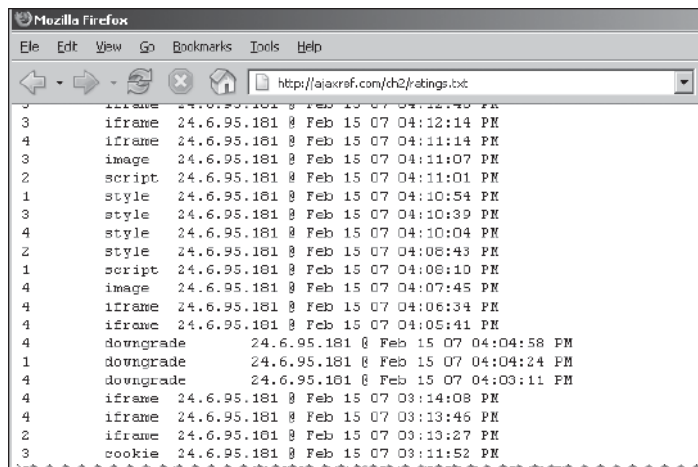 Mozilla Firefox
File Edit View Go Bookmarks Tools Help
http://ajaxref.com/ch2/ratings.txt
3 iframe 24.6.95.181 @ Feb 15 07 04:12:46 PM
3 iframe 24.6.95.181 @ Feb 15 07 04:12:14 PM
4 iframe 24.6.95.181 @ Feb 15 07 04:11:14 PM
3 image 24.6.95.181 @ Feb 15 07 04:11:07 PM
2 script 24.6.95.181 @ Feb 15 07 04:11:01 PM
1 style 24.6.95.181 @ Feb 15 07 04:10:54 PM
3 style 24.6.95.181 @ Feb 15 07 04:10:39 PM
4 style 24.6.95.181 @ Feb 15 07 04:10:04 PM
2 style 24.6.95.181 @ Feb 15 07 04:08:43 PM
1 script 24.6.95.181 @ Feb 15 07 04:08:10 PM
4 image 24.6.95.181 @ Feb 15 07 04:07:45 PM
4 iframe 24.6.95.181 @ Feb 15 07 04:06:34 PM
4 iframe 24.6.95.181 @ Feb 15 07 04:05:41 PM
4 downgrade 24.6.95.181 @ Feb 15 07 04:04:58 PM
1 downgrade 24.6.95.181 @ Feb 15 07 04:04:24 PM
4 downgrade 24.6.95.181 @ Feb 15 07 04:03:11 PM
4 iframe 24.6.95.181 @ Feb 15 07 03:14:08 PM
4 iframe 24.6.95.181 @ Feb 15 07 03:13:46 PM
2 iframe 24.6.95.181 @ Feb 15 07 03:13:27 PM
3 cookie 24.6.95.181 @ Feb 15 07 03:11:52 PM